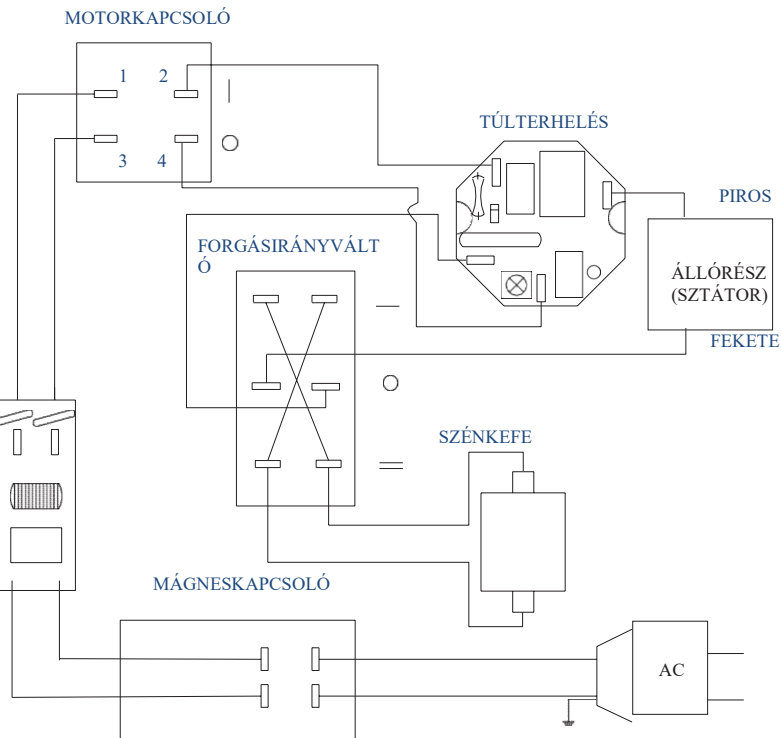 MOTORKAPCSOLÓ
1 2
3 4
TÚLTERHELÉS
PIROS
ÁLLÓRÉSZ
(SZTÁTOR)
FEKETE
FORGÁSIRÁNYVÁLT
Ó
SZÉNKEFE
MÁGNESKAPCSOLÓ
AC